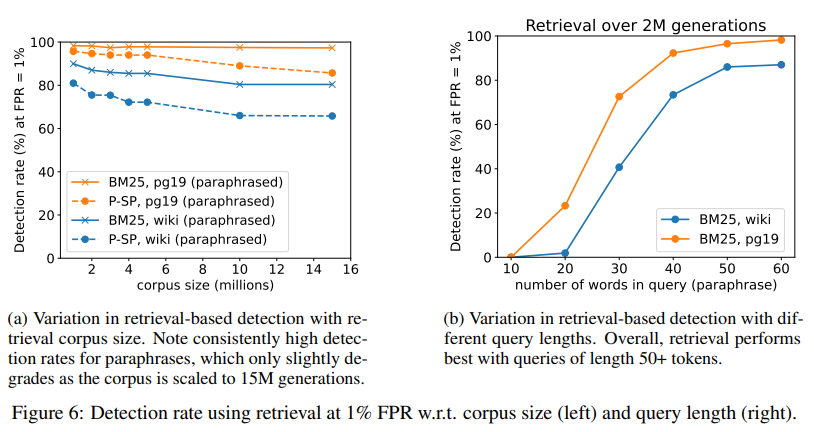 100
80
60
40
20
0
2 4 6 8 10 12 14 16
corpus size (millions)
Detection rate (%) at FPR = 1%
BM25, pg19 (paraphrased)
P-SP, pg19 (paraphrased)
BM25, wiki (paraphrased)
P-SP, wiki (paraphrased)
(a) Variation in retrieval-based detection with re-
trieval corpus size. Note consistently high detec-
tion rates for paraphrases, which only slightly de-
grades as the corpus is scaled to 15M generations.
Retrieval over 2M generations
100
80
60
40
20
0
10 20 30 40 50 60
number of words in query (paraphrase)
Detection rate (%) at FPR = 1%
BM25, wiki
BM25, pg19
(b) Variation in retrieval-based detection with dif-
ferent query lengths. Overall, retrieval performs
best with queries of length 50+ tokens.
Figure 6: Detection rate using retrieval at 1% FPR w.r.t. corpus size (left) and query length (right).